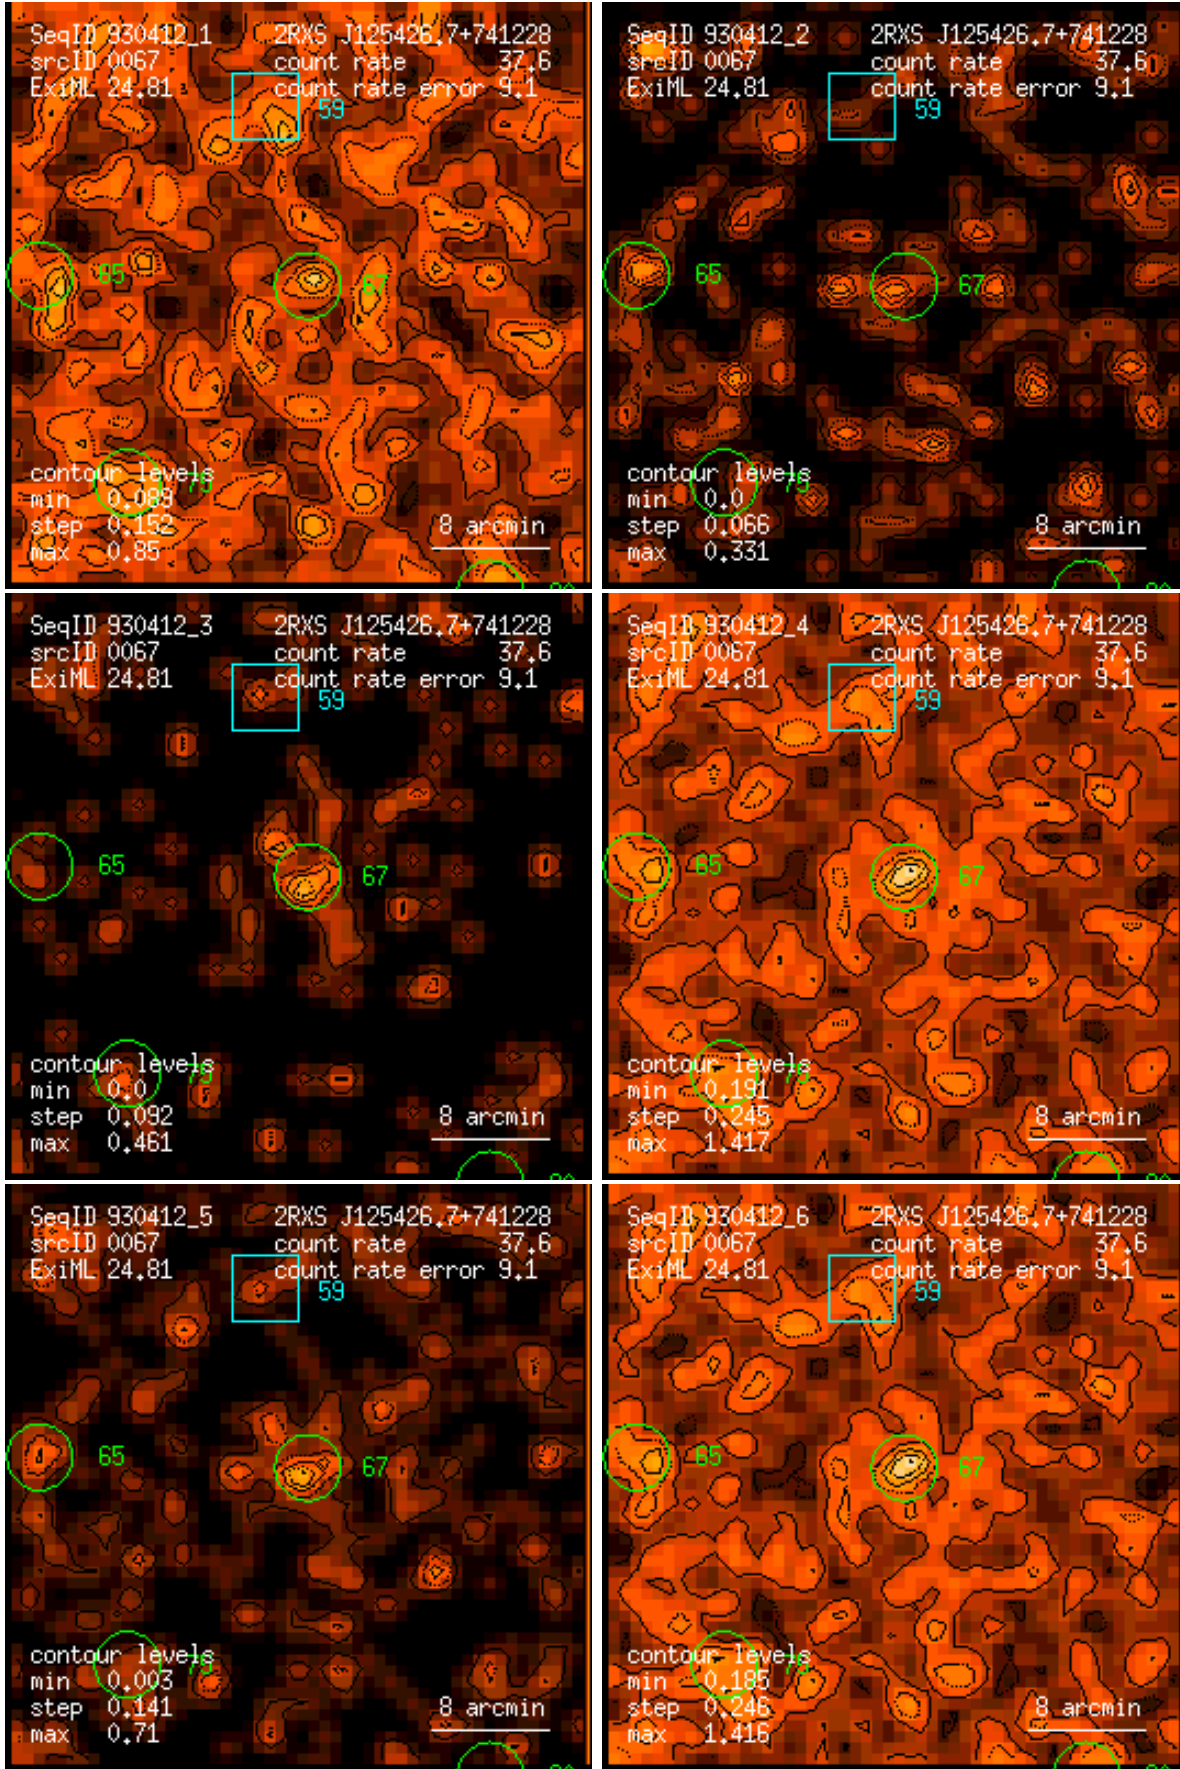 SeqID 930412_1 2RXS J125426.7+741228
srcID 0067 count rate 37.6
ExiML 24.81 count rate error 9.1
59
65
67
contour levels
min 0.089
step 0.152
max 0.85
8 arcmin
SeqID 930412_2 2RXS J125426.7+741228
srcID 0067 count rate 37.6
ExiML 24.81 count rate error 9.1
59
65
67
contour levels
min 0.0
step 0.066
max 0.331
8 arcmin
SeqID 930412_3 2RXS J125426.7+741228
srcID 0067 count rate 37.6
ExiML 24.81 count rate error 9.1
59
65
67
contour levels
min 0.0
step 0.092
max 0.461
8 arcmin
SeqID 930412_4 2RXS J125426.7+741228
srcID 0067 count rate 37.6
ExiML 24.81 count rate error 9.1
59
65
67
contour levels
min 0.191
step 0.245
max 1.417
8 arcmin
SeqID 930412_5 2RXS J125426.7+741228
srcID 0067 count rate 37.6
ExiML 24.81 count rate error 9.1
59
65
67
contour levels
min 0.003
step 0.141
max 0.71
8 arcmin
SeqID 930412_6 2RXS J125426.7+741228
srcID 0067 count rate 37.6
ExiML 24.81 count rate error 9.1
59
65
67
contour levels
min 0.185
step 0.246
max 1.416
8 arcmin